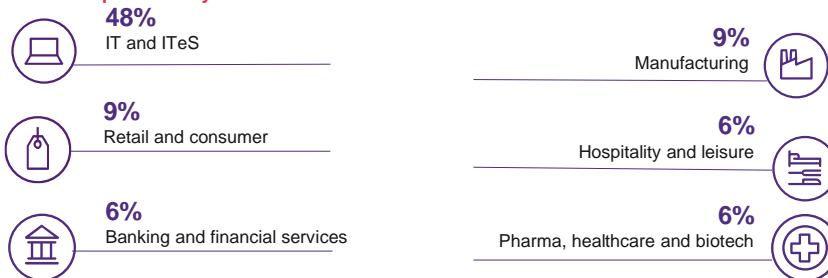 48%
IT and ITeS
9%
Retail and consumer
6%
Banking and financial services
9%
Manufacturing
6%
Hospitality and leisure
6%
Pharma, healthcare and biotech